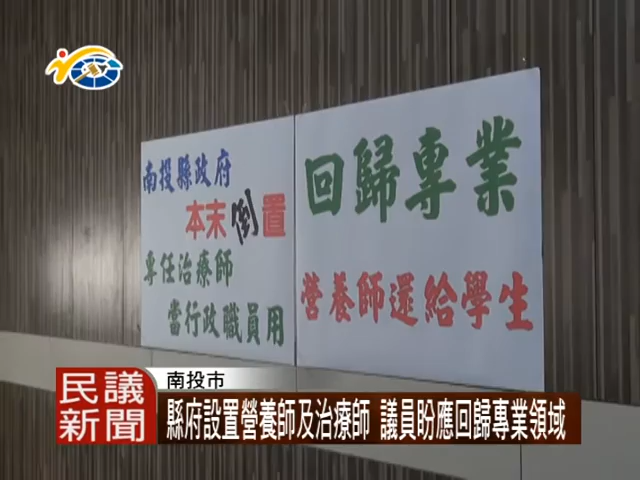 南投縣政府
本末倒置
專任治療師
當行政職員用
回歸專業
營養師還給學生
民議
新聞
南投市
縣府設置營養師及治療師 議員盼應回歸專業領域